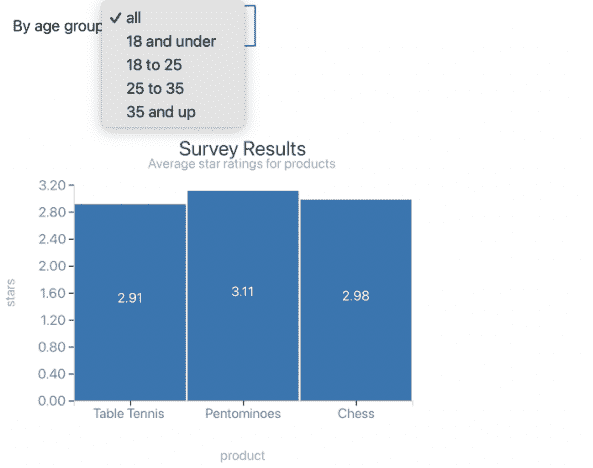 By age group
✓ all
18 and under
18 to 25
25 to 35
35 and up
Survey Results
Average star ratings for products
stars
3.20
2.80
2.40
2.00
1.60
1.20
0.80
0.40
0.00
2.91
3.11
2.98
Table Tennis
Pentominoes
Chess
product